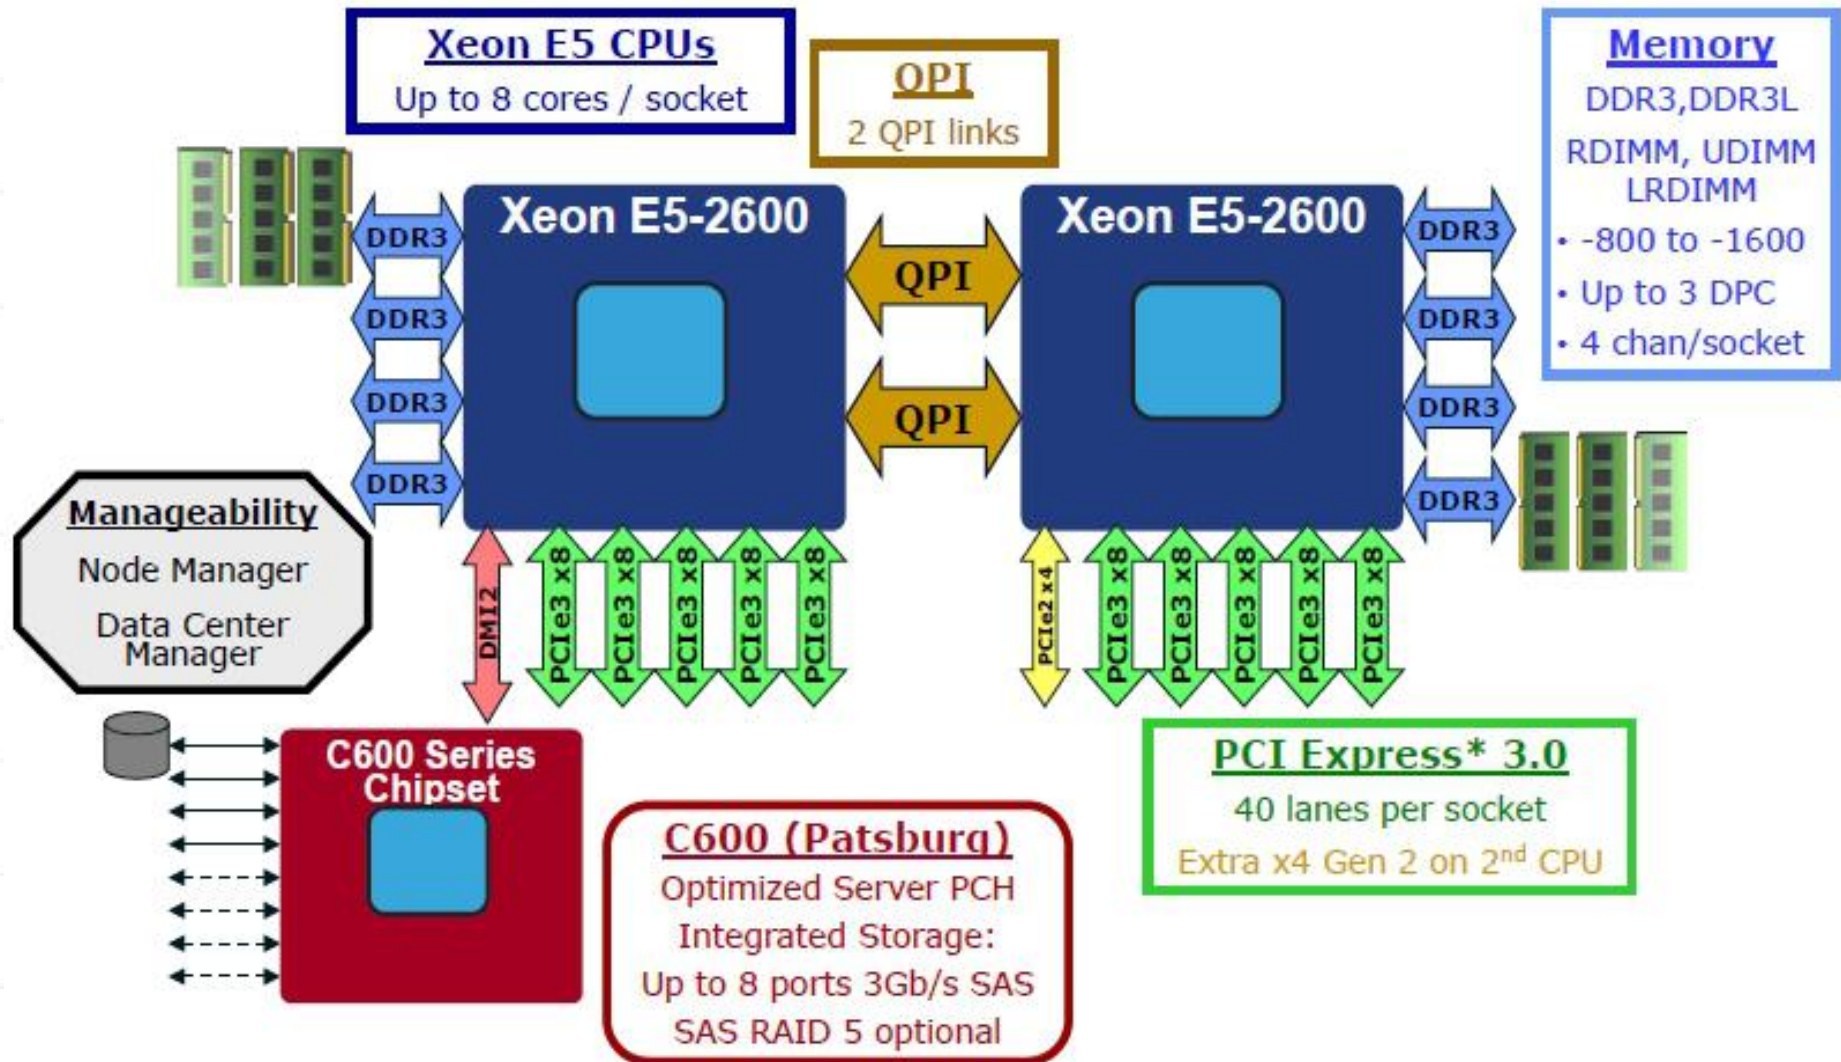 Xeon E5 CPUs
Up to 8 cores / socket
QPI
2 QPI links
Memory
DDR3,DDR3L
RDIMM, UDIMM
LRDIMM
• -800 to -1600
• Up to 3 DPC
• 4 chan/socket
Xeon E5-2600
Xeon E5-2600
DDR3
DDR3
DDR3
DDR3
QPI
QPI
DDR3
DDR3
DDR3
DDR3
Manageability
Node Manager
Data Center
Manager
DMI2
PCIe3 x8
PCIe3 x8
PCIe3 x8
PCIe3 x8
PCIe3 x8
PCIe2 x4
PCIe3 x8
PCIe3 x8
PCIe3 x8
PCIe3 x8
PCIe3 x8
C600 Series
Chipset
C600 (Patsburg)
Optimized Server PCH
Integrated Storage:
Up to 8 ports 3Gb/s SAS
SAS RAID 5 optional
PCI Express* 3.0
40 lanes per socket
Extra x4 Gen 2 on 2nd CPU